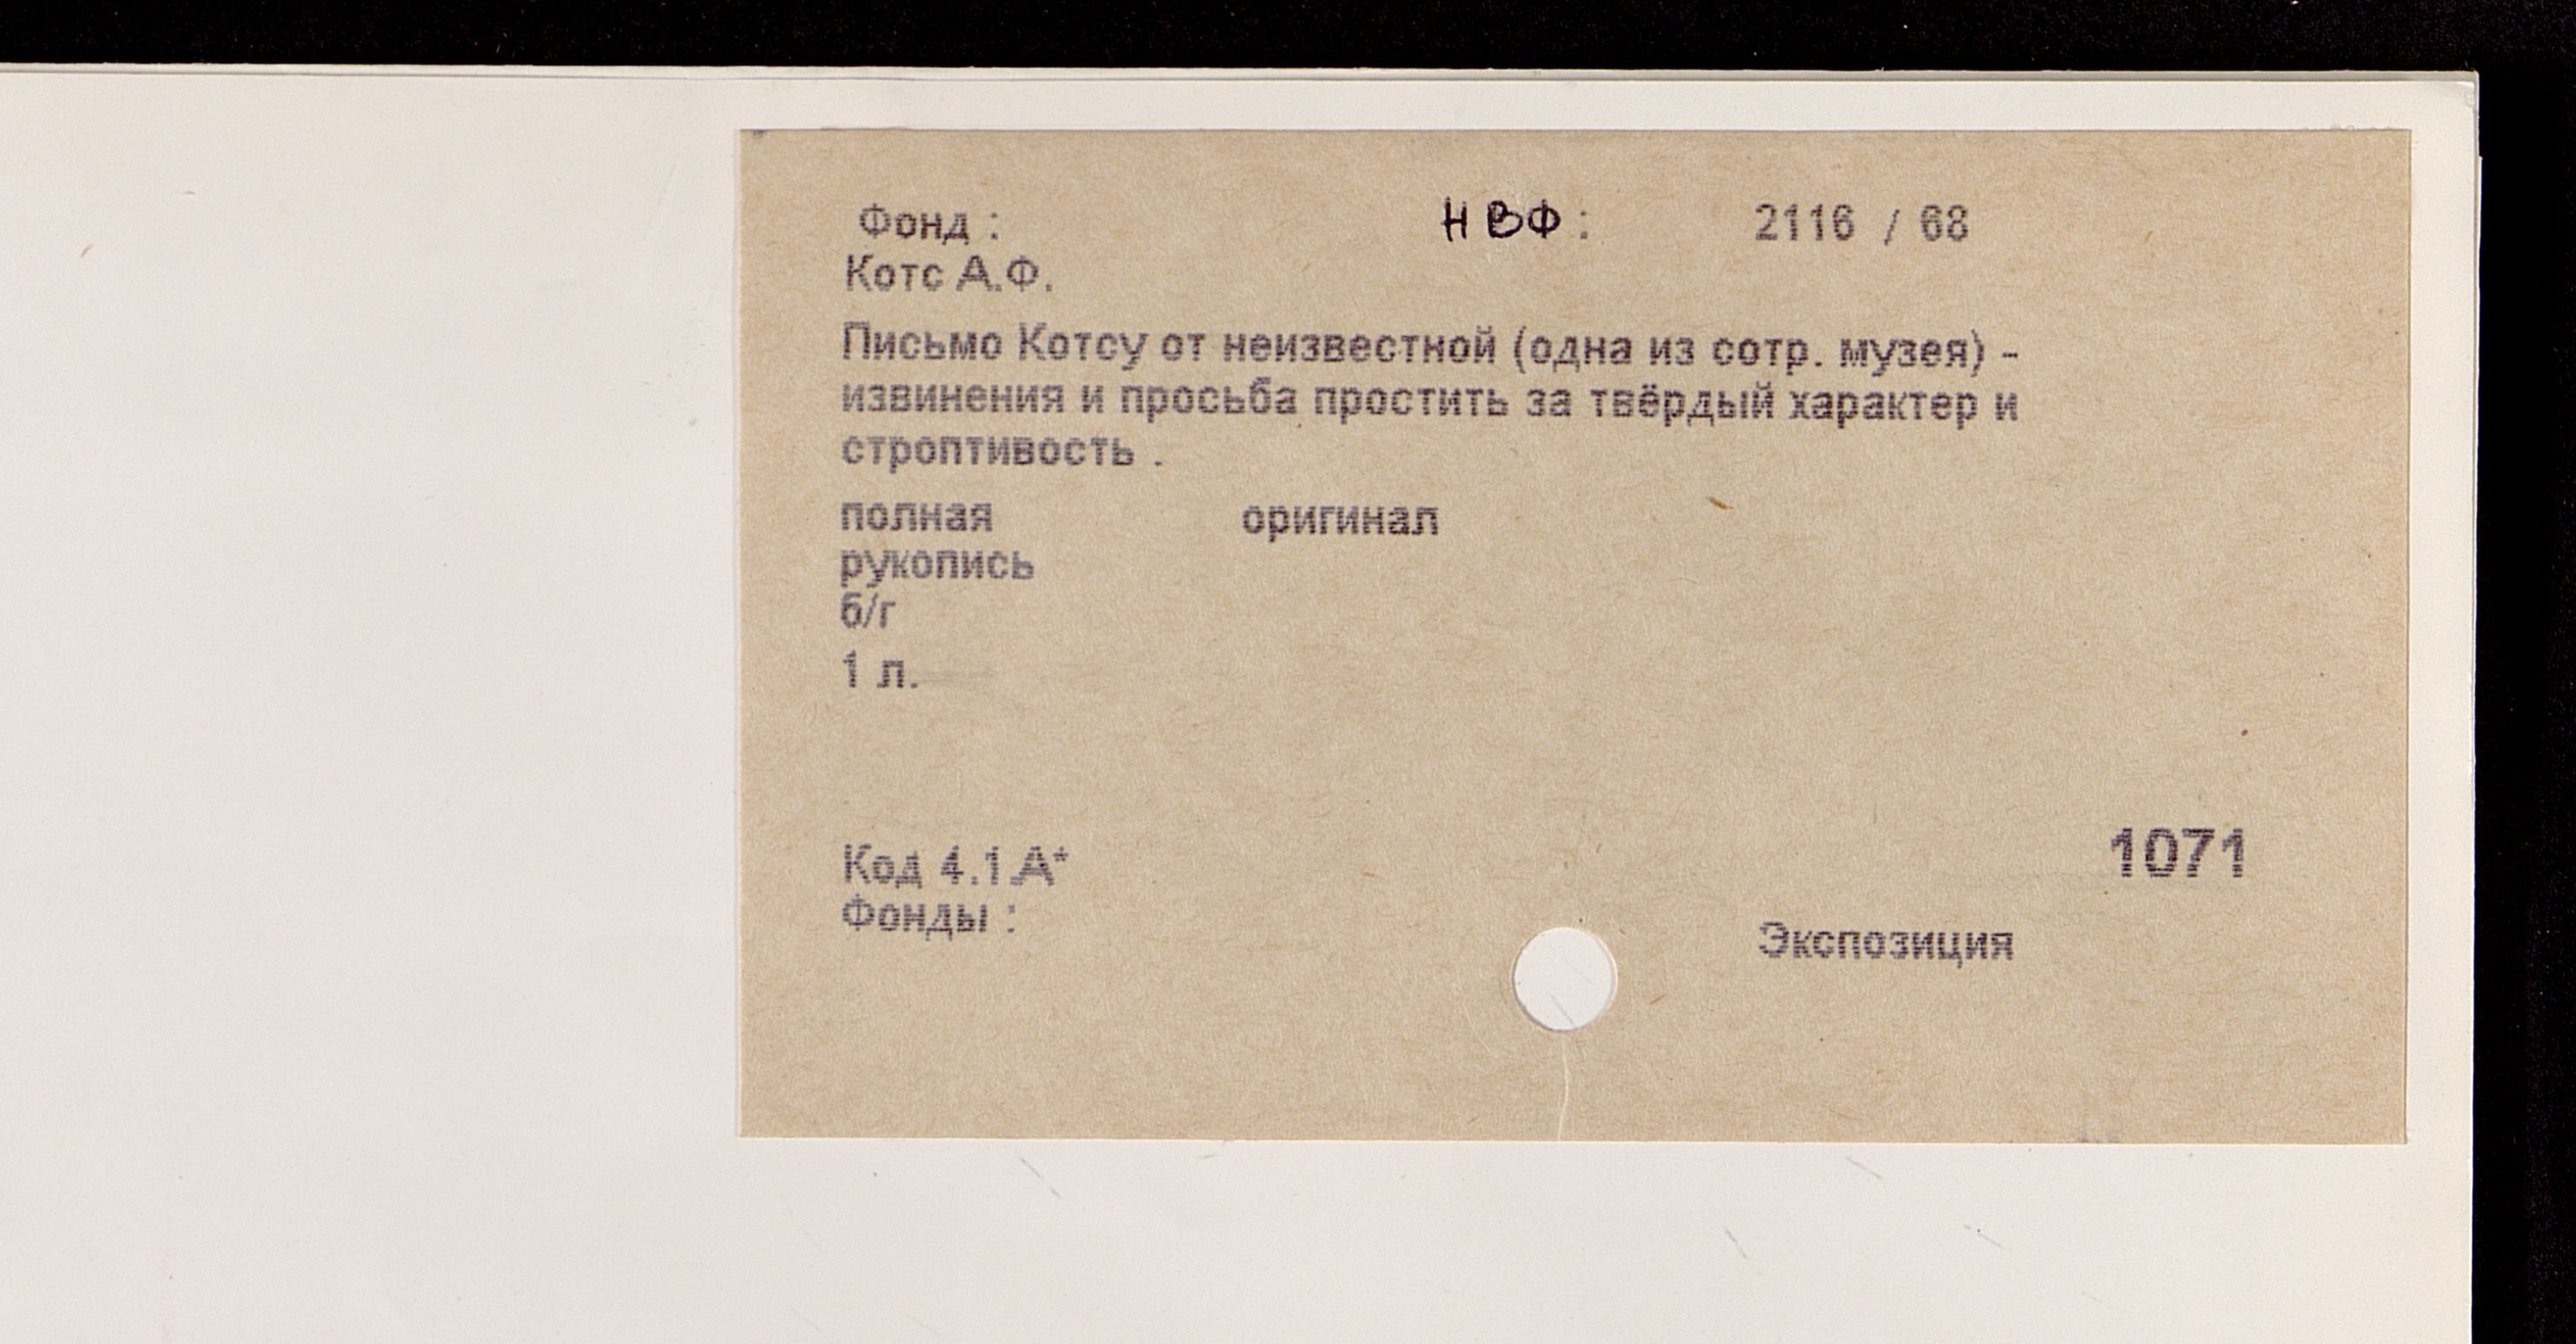 Фонд : НВФ: 2116 / 68
Котс А.Ф.
Письмо Котсу от неизвестной (одна из сотр. музея) -
извинения и просьба простить за твёрдый характер и
строптивость .
полная оригинал
рукопись
б/г
1 л.
1071
Код 4.1.А*
Фонды :
Экспозиция